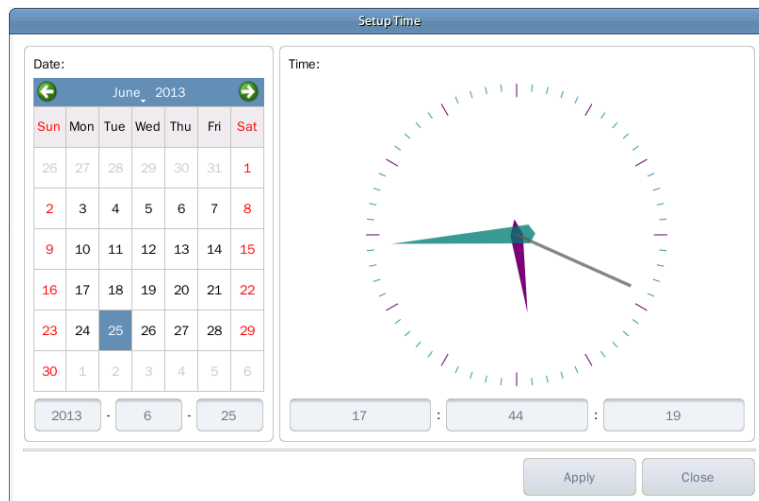 Setup Time
Date:
June 2013
Sun Mon Tue Wed Thu Fri Sat
26 27 28 29 30 31 1
2 3 4 5 6 7 8
9 10 11 12 13 14 15
16 17 18 19 20 21 22
23 24 25 26 27 28 29
30 1 2 3 4 5 6
2013 - 6 - 25
Time:
17 : 44 : 19
Apply Close